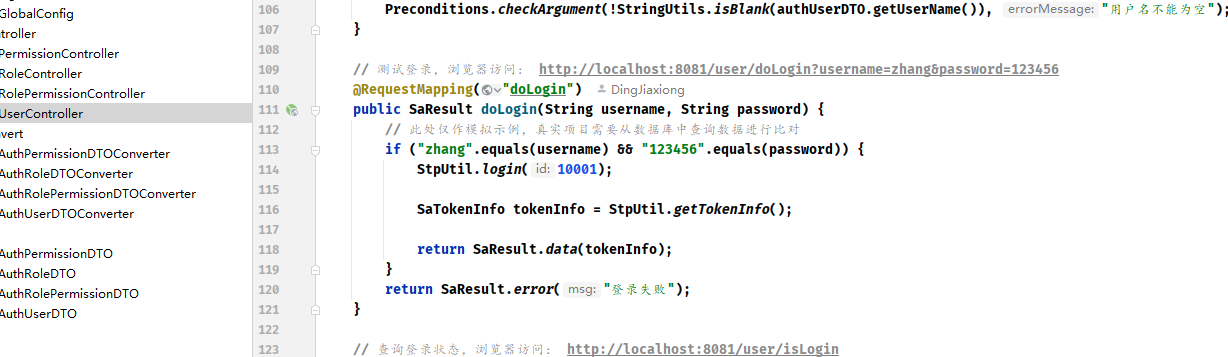 GlobalConfig
troller
PermissionController
RoleController
RolePermissionController
UserController
vert
AuthPermissionDTOConverter
AuthRoleDTOConverter
AuthRolePermissionDTOConverter
AuthUserDTOConverter
AuthPermissionDTO
AuthRoleDTO
AuthRolePermissionDTO
AuthUserDTO
106 Preconditions.checkArgument(!StringUtils.isBlank(authUserDTO.getUserName()), errorMessage: "用户名不能为空");
107 }
108
109 // 测试登录，浏览器访问： http://localhost:8081/user/doLogin?username=zhang&password=123456
110 @RequestMapping("doLogin") DingJiaxiong
111 public SaResult doLogin(String username, String password) {
112 // 此处仅作模拟示例，真实项目需要从数据库中查询数据进行比对
113 if ("zhang".equals(username) && "123456".equals(password)) {
114 StpUtil.login( id: 10001);
115
116 SaTokenInfo tokenInfo = StpUtil.getTokenInfo();
117
118 return SaResult.data(tokenInfo);
119 }
120 return SaResult.error( msg: "登录失败");
121 }
122
123 // 查询登录状态，浏览器访问： http://localhost:8081/user/isLogin